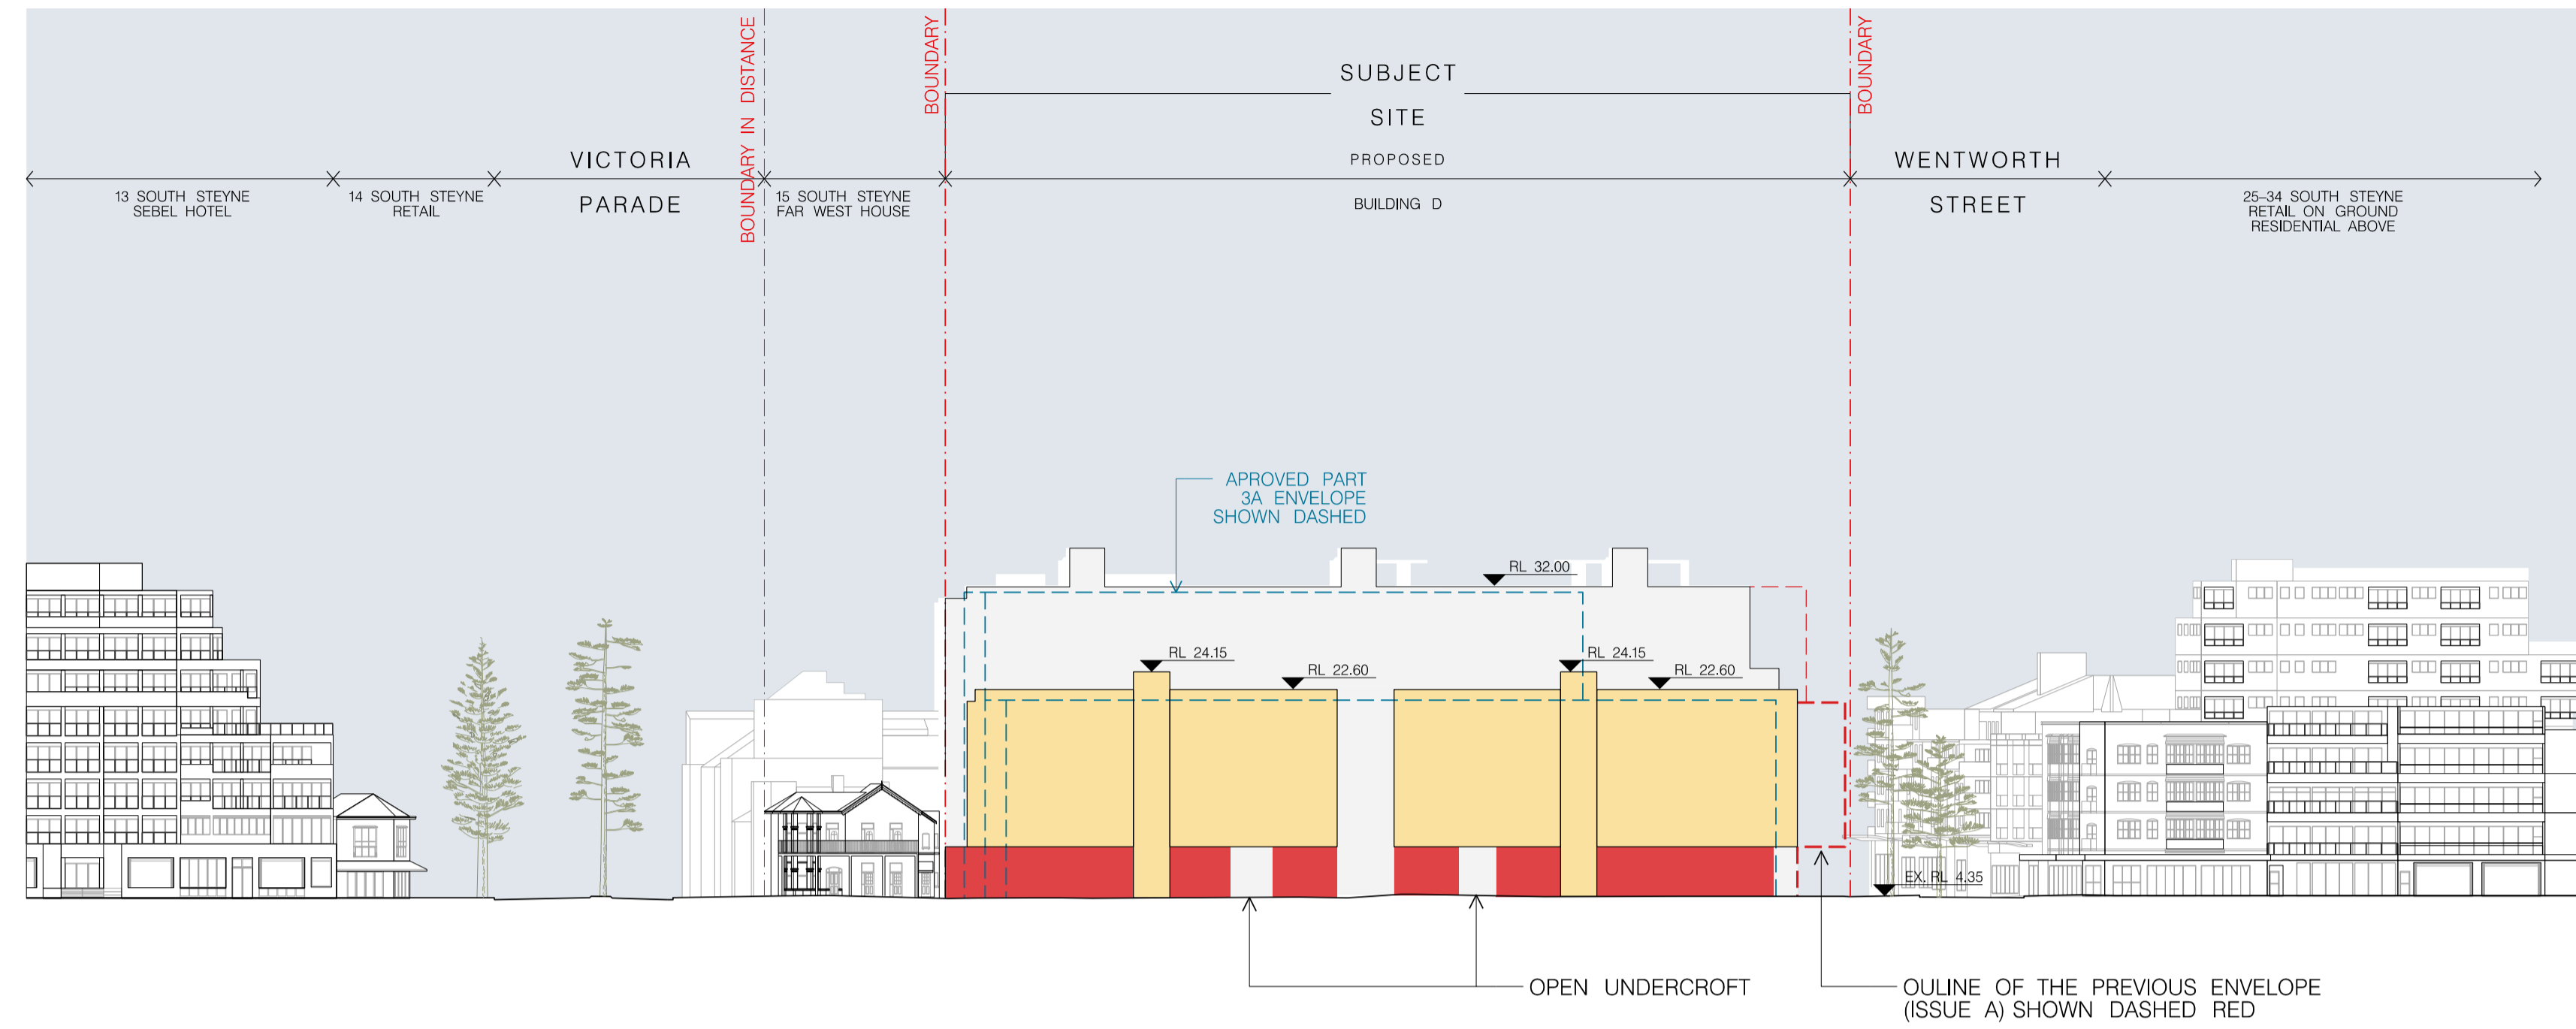 BOUNDARY IN DISTANCE
BOUNDARY
BOUNDARY
SUBJECT
SITE
PROPOSED
BUILDING D
VICTORIA
PARADE
WENTWORTH
STREET
13 SOUTH STEYNE
SEBEL HOTEL
14 SOUTH STEYNE
RETAIL
15 SOUTH STEYNE
FAR WEST HOUSE
25–34 SOUTH STEYNE
RETAIL ON GROUND
RESIDENTIAL ABOVE
APROVED PART
3A ENVELOPE
SHOWN DASHED
RL 32.00
RL 24.15
RL 22.60
RL 24.15
RL 22.60
EX. RL 4.35
OPEN UNDERCROFT
OULINE OF THE PREVIOUS ENVELOPE
(ISSUE A) SHOWN DASHED RED